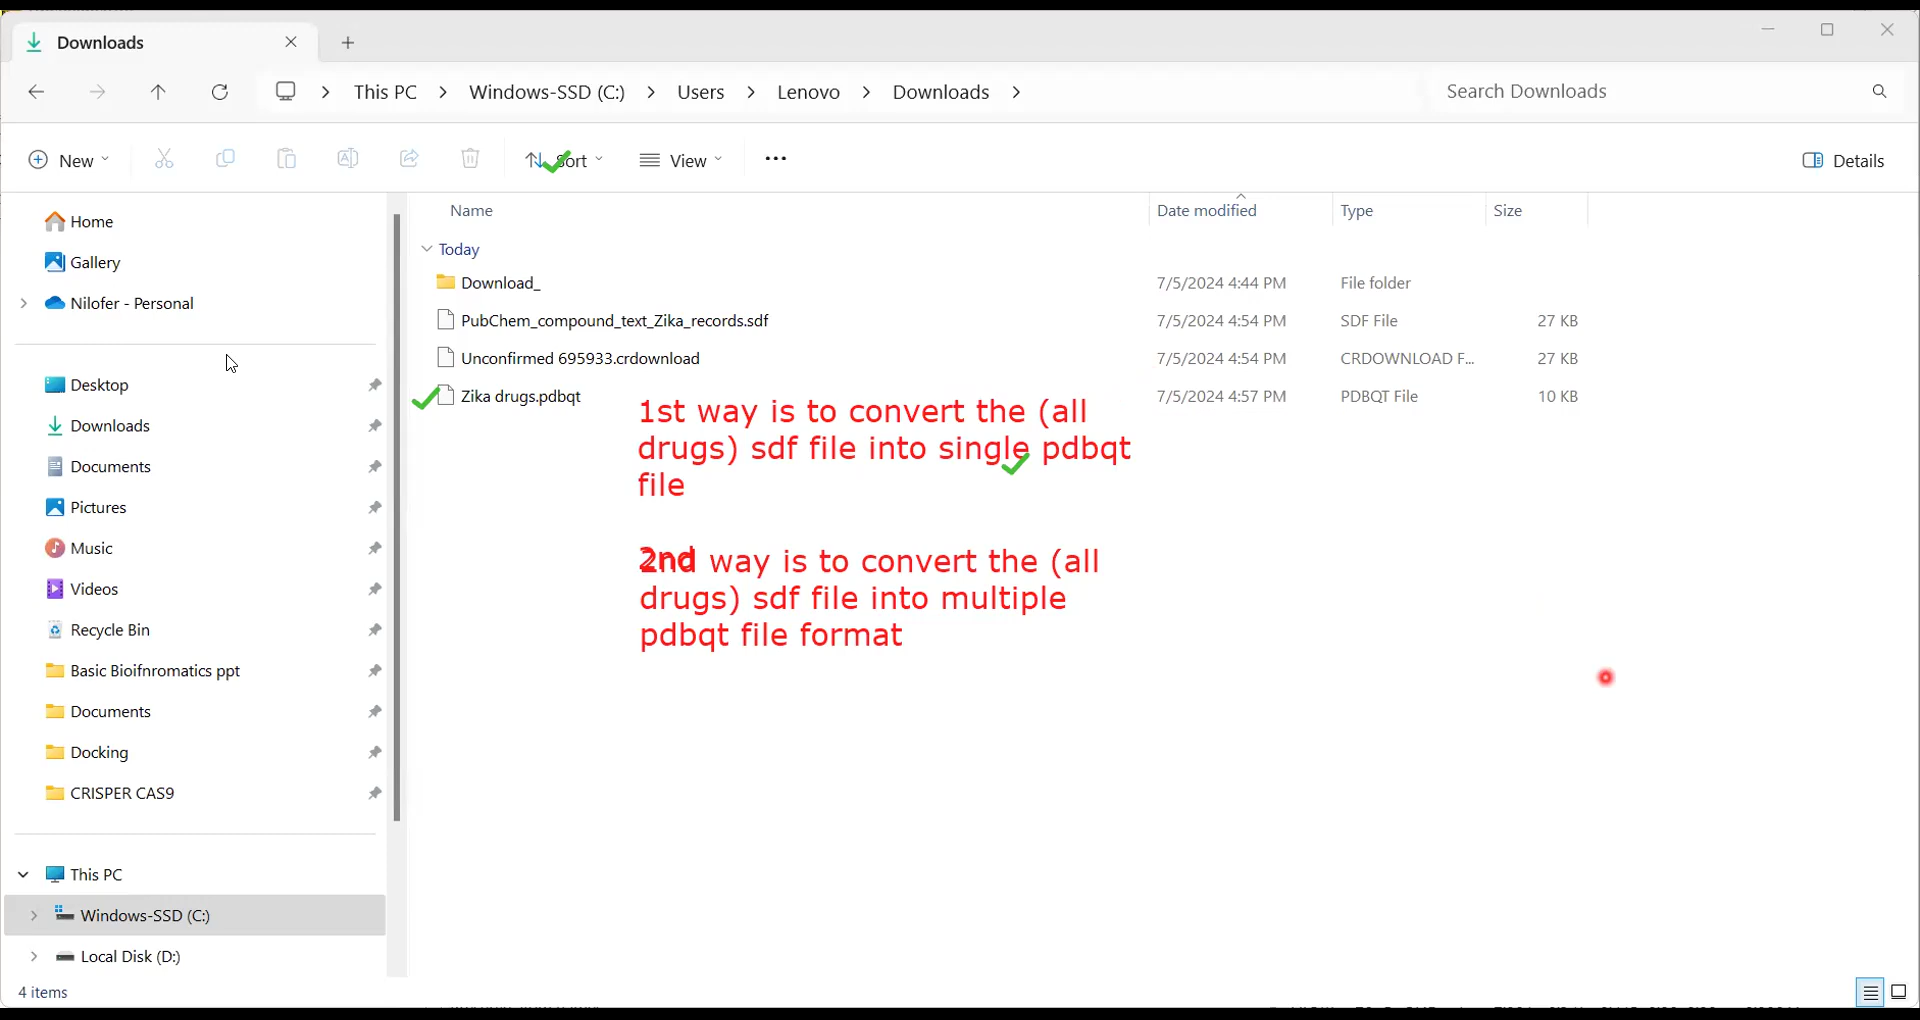 Downloads
This PC > Windows-SSD (C:) > Users > Lenovo > Downloads >
Search Downloads
New
Sort
View
Details
Home
Gallery
Nilofer - Personal
Desktop
Downloads
Documents
Pictures
Music
Videos
Recycle Bin
Basic Bioifnromatics ppt
Documents
Docking
CRISPER CAS9
This PC
Windows-SSD (C:)
Local Disk (D:)
Name Date modified Type Size
Today
Download_ 7/5/2024 4:44 PM File folder
PubChem_compound_text_Zika_records.sdf 7/5/2024 4:54 PM SDF File 27 KB
Unconfirmed 695933.crdownload 7/5/2024 4:54 PM CRDOWNLOAD F... 27 KB
Zika drugs.pdbqt 7/5/2024 4:57 PM PDBQT File 10 KB
1st way is to convert the (all
drugs) sdf file into single pdbqt
file
2nd way is to convert the (all
drugs) sdf file into multiple
pdbqt file format
4 items